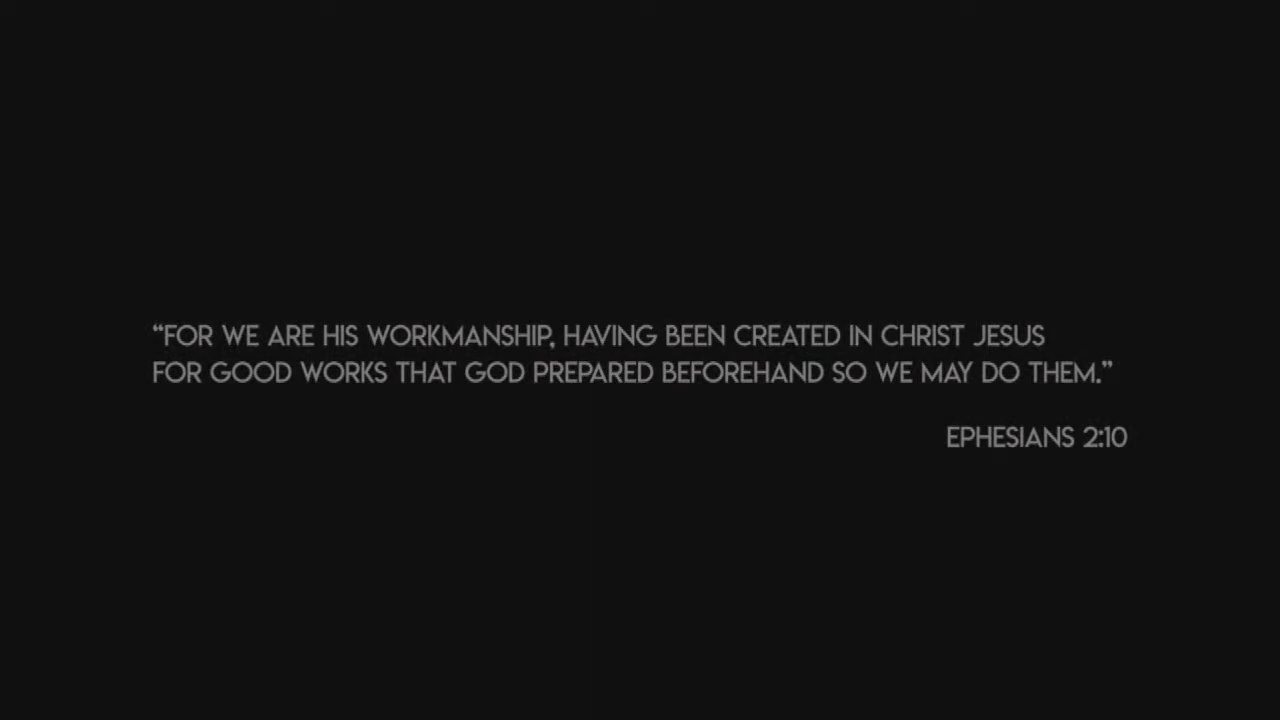 “FOR WE ARE HIS WORKMANSHIP, HAVING BEEN CREATED IN CHRIST JESUS
FOR GOOD WORKS THAT GOD PREPARED BEFOREHAND SO WE MAY DO THEM.”
EPHESIANS 2:10